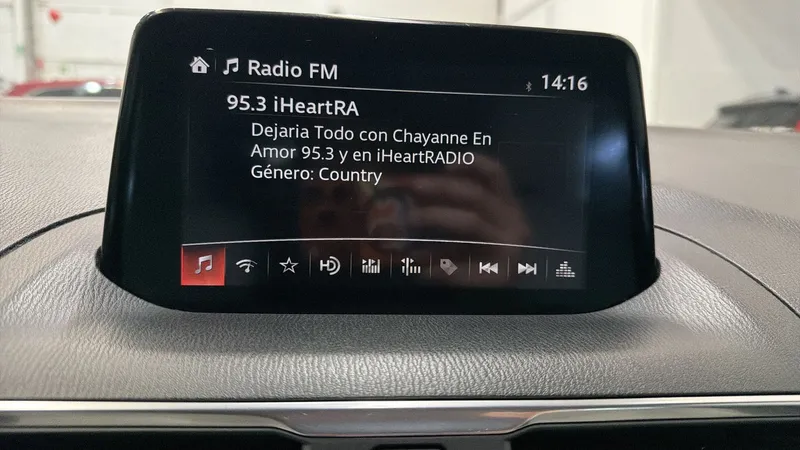 Radio FM
14:16
95.3 iHeartRA
Dejaria Todo con Chayanne En
Amor 95.3 y en iHeartRADIO
Género: Country
HD